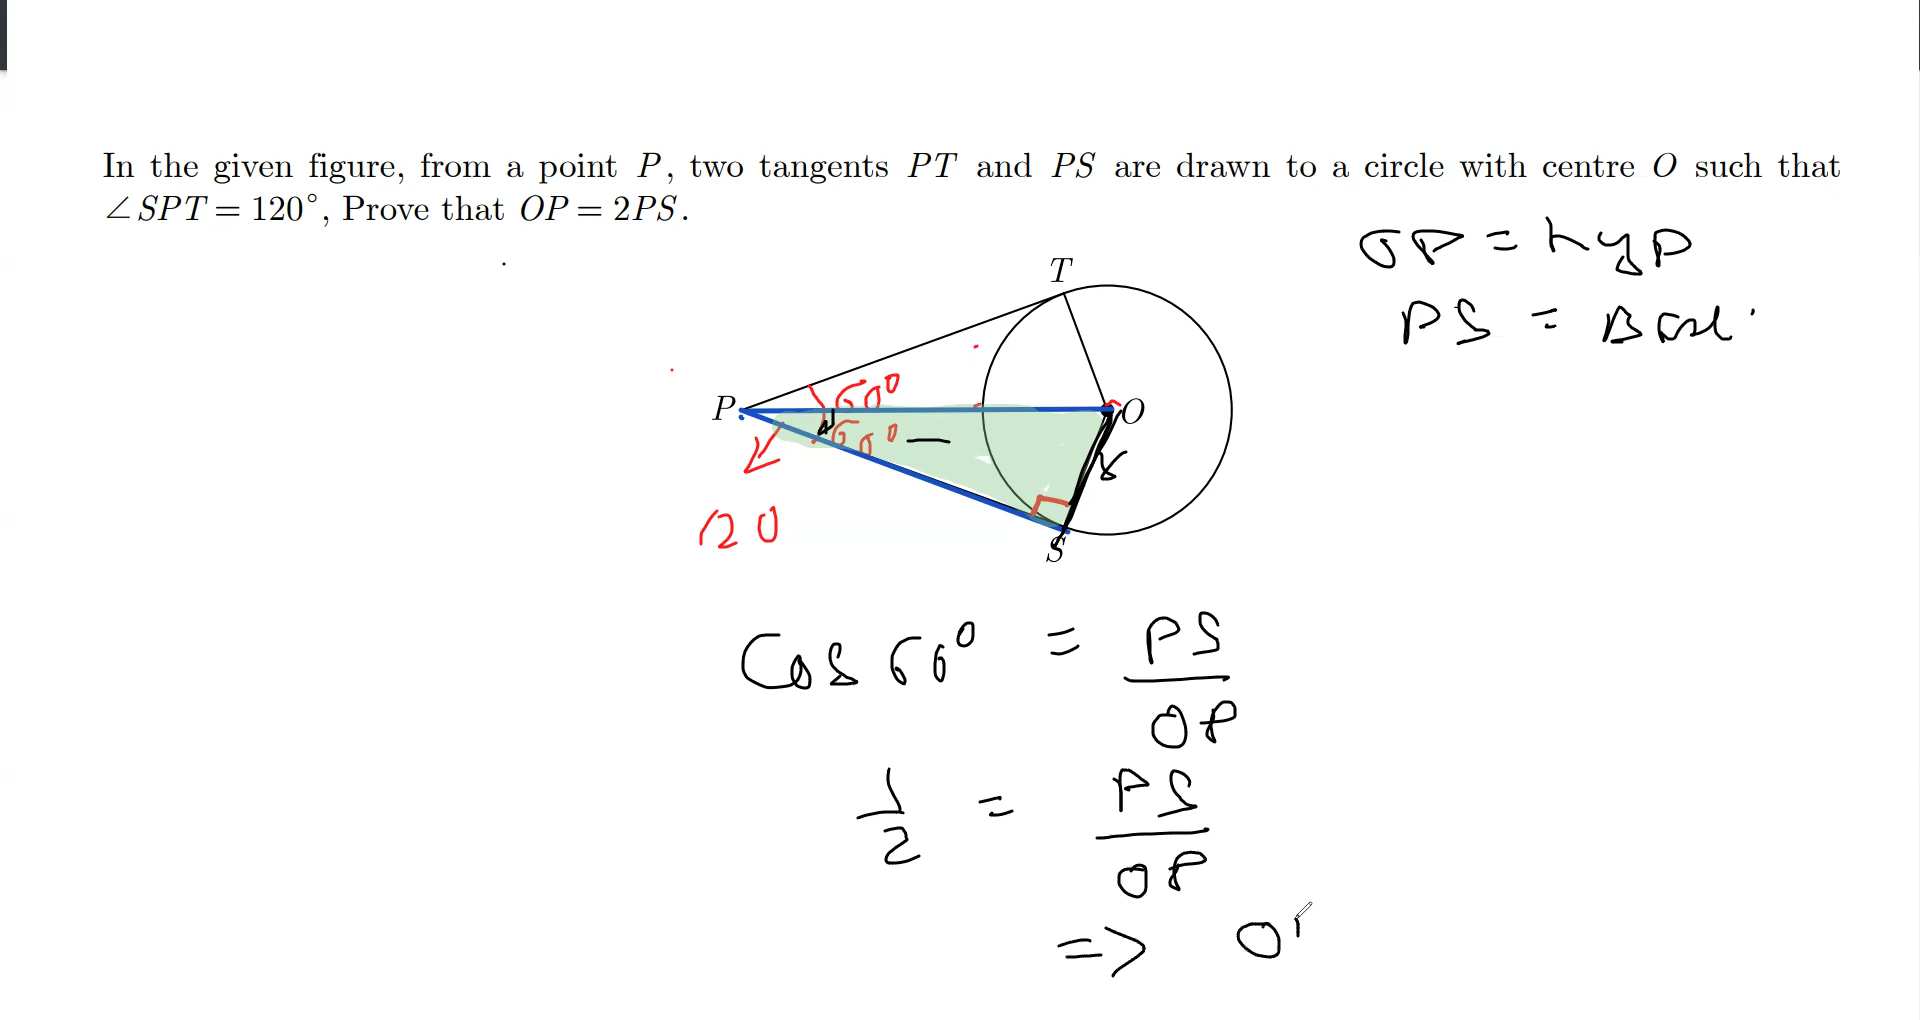 In the given figure, from a point P, two tangents PT and PS are drawn to a circle with centre O such that
∠SPT = 120°, Prove that OP = 2PS.
OP = hyp
PS = Base
T
60°
P
O
60°
120
S
Cos 60° = PS/OP
1/2 = PS/OP
=> O